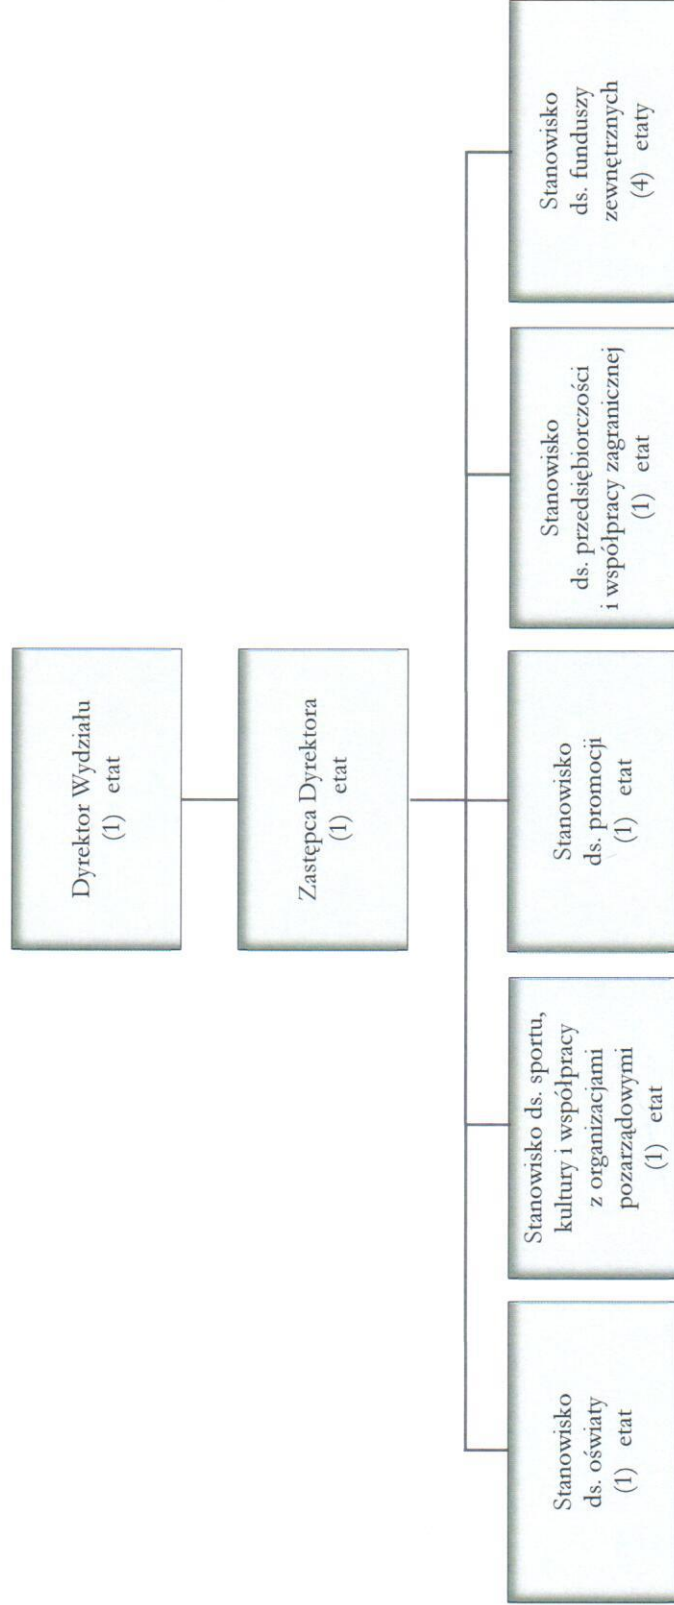 Dyrektor Wydziału
(1) etat
Zastępca Dyrektora
(1) etat
Stanowisko
ds. oświaty
(1) etat
Stanowisko ds. sportu,
kultury i współpracy
z organizacjami
pozarządowymi
(1) etat
Stanowisko
ds. promocji
(1) etat
Stanowisko
ds. przedsiębiorczości
i współpracy zagranicznej
(1) etat
Stanowisko
ds. funduszy
zewnętrznych
(4) etaty